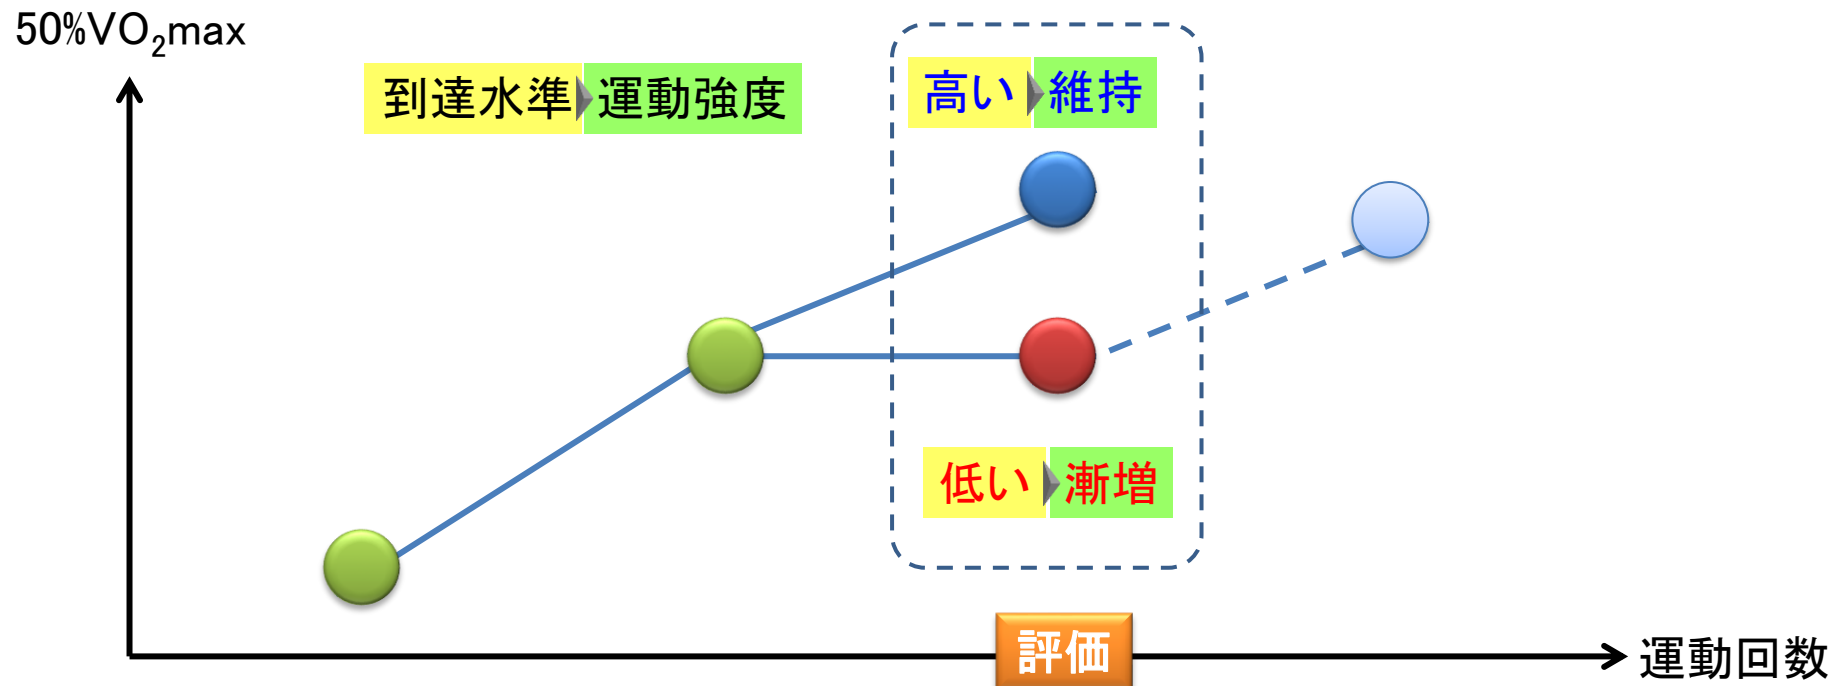 50%VO₂max
到達水準 運動強度
高い 維持
低い 漸増
評価
運動回数